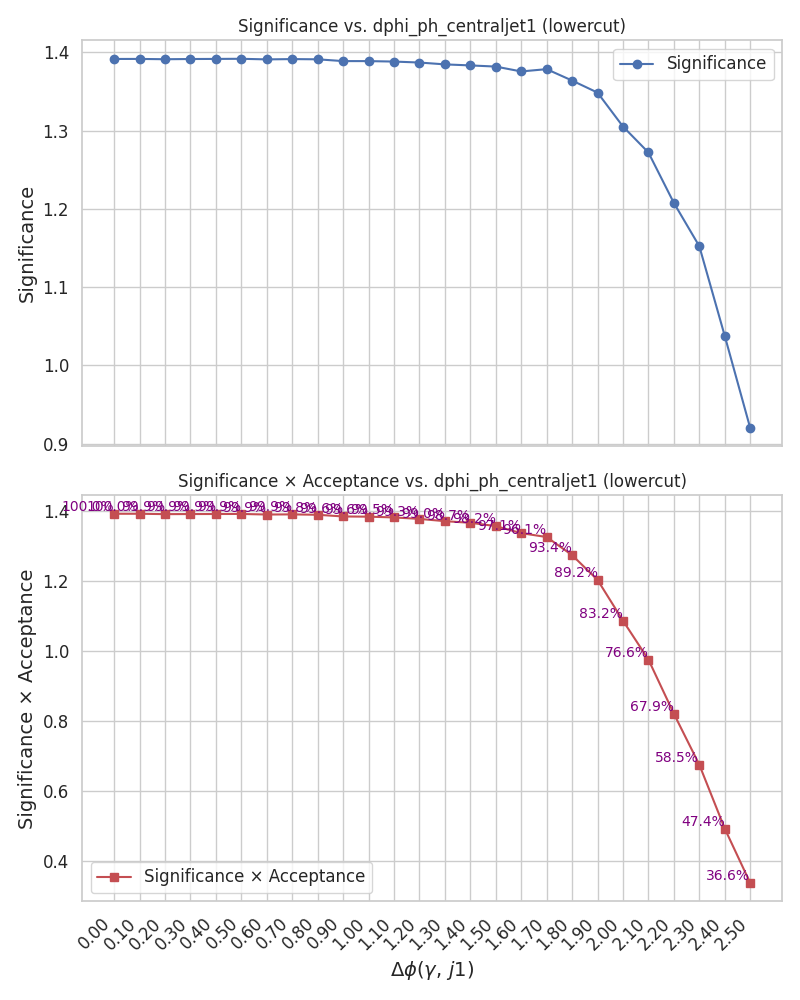 Significance vs. dphi_ph_centraljet1 (lowercut)
1.4
1.3
1.2
1.1
1.0
0.9
Significance
Significance
Significance × Acceptance vs. dphi_ph_centraljet1 (lowercut)
1.4
1.2
1.0
0.8
0.6
0.4
Significance × Acceptance
98.2%
97.1%
96.1%
93.4%
89.2%
83.2%
76.6%
67.9%
58.5%
47.4%
36.6%
Significance × Acceptance
0.00 0.10 0.20 0.30 0.40 0.50 0.60 0.70 0.80 0.90 1.00 1.10 1.20 1.30 1.40 1.50 1.60 1.70 1.80 1.90 2.00 2.10 2.20 2.30 2.40 2.50
Δϕ(γ, j1)